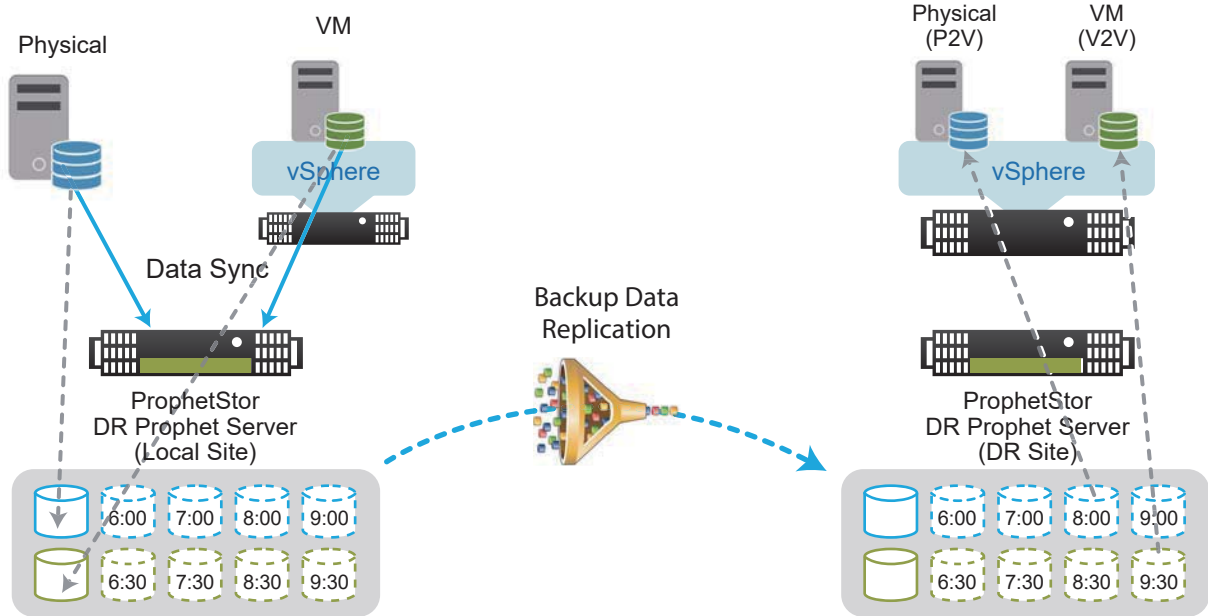 Physical
VM
vSphere
Data Sync
ProphetStor
DR Prophet Server
(Local Site)
6:00 7:00 8:00 9:00
6:30 7:30 8:30 9:30
Backup Data
Replication
Physical
(P2V)
VM
(V2V)
vSphere
ProphetStor
DR Prophet Server
(DR Site)
6:00 7:00 8:00 9:00
6:30 7:30 8:30 9:30